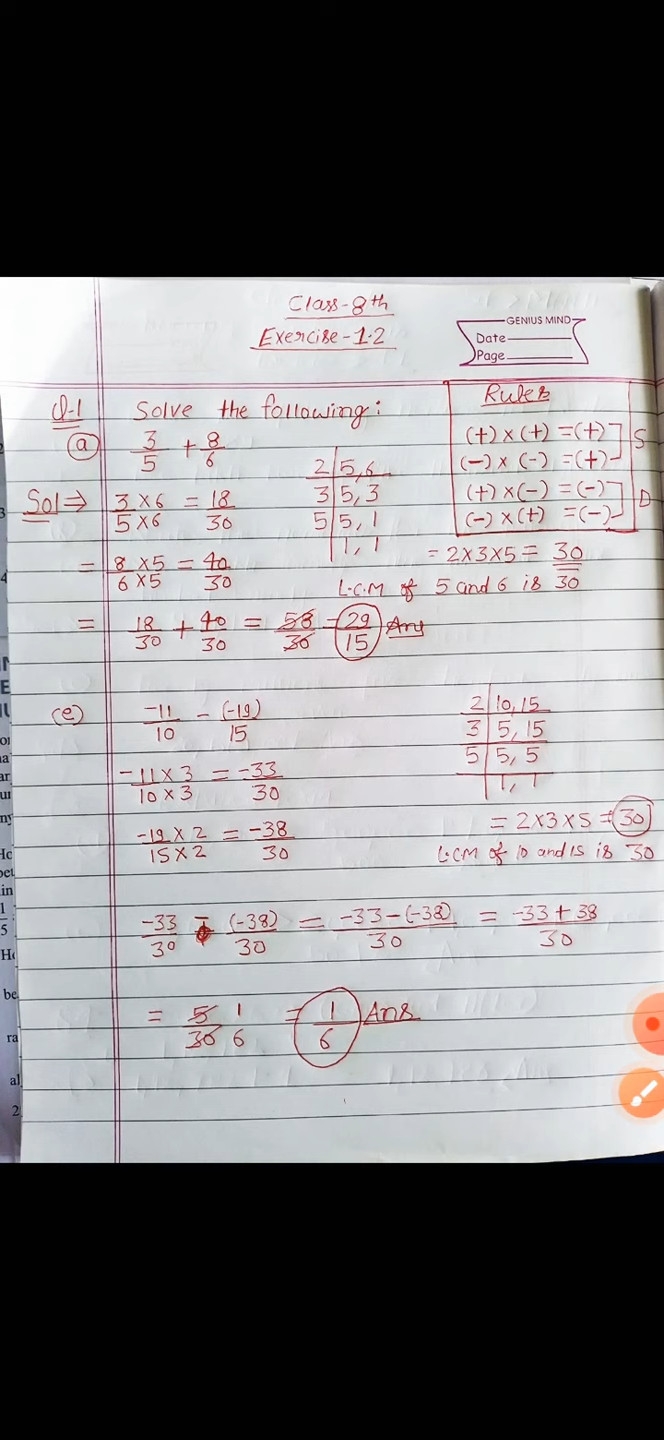 Class-8th
Exercise-1.2
GENIUS MIND
Date
Page
Q.1 Solve the following:
Rules
(+) x (+) = (+)
(-) x (-) = (+)
S
(+) x (-) = (-)
(-) x (+) = (-)
D
(a) 3/5 + 8/6
2 | 5, 6
3 | 5, 3
5 | 5, 1
1, 1
= 2x3x5 = 30
L.C.M of 5 and 6 is 30
Sol ⇒ 3x6/5x6 = 18/30
= 8x5/6x5 = 40/30
= 18/30 + 40/30 = 58/30 = 29/15 Ans
(e) -11/10 - (-19)/15
2 | 10, 15
3 | 5, 15
5 | 5, 5
1, 1
= 2x3x5 = 30
L.CM of 10 and 15 is 30
-11x3/10x3 = -33/30
-19x2/15x2 = -38/30
-33/30 - (-38)/30 = -33-(-38)/30 = -33+38/30
= 5/30 1/6 = 1/6 Ans